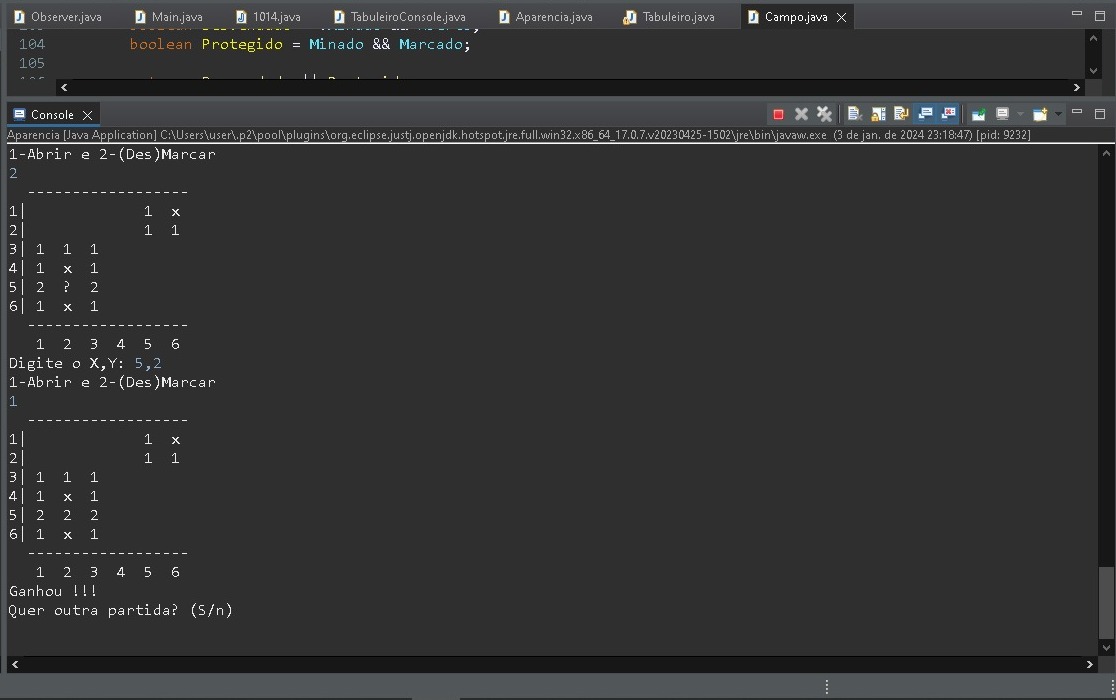 Observer.java Main.java 1014.java TabuleiroConsole.java Aparencia.java Tabuleiro.java Campo.java
104 boolean Protegido = Minado && Marcado;
105
Console
Aparencia [Java Application] C:\Users\user\.p2\pool\plugins\org.eclipse.justj.openjdk.hotspot.jre.full.win32.x86_64_17.0.7.v20230425-1502\jre\bin\javaw.exe (3 de jan. de 2024 23:18:47) [pid: 9232]
1-Abrir e 2-(Des)Marcar
2
------------------
1| 1 x
2| 1 1
3| 1 1 1
4| 1 x 1
5| 2 ? 2
6| 1 x 1
------------------
1 2 3 4 5 6
Digite o X,Y: 5,2
1-Abrir e 2-(Des)Marcar
1
------------------
1| 1 x
2| 1 1
3| 1 1 1
4| 1 x 1
5| 2 2 2
6| 1 x 1
------------------
1 2 3 4 5 6
Ganhou !!!
Quer outra partida? (S/n)